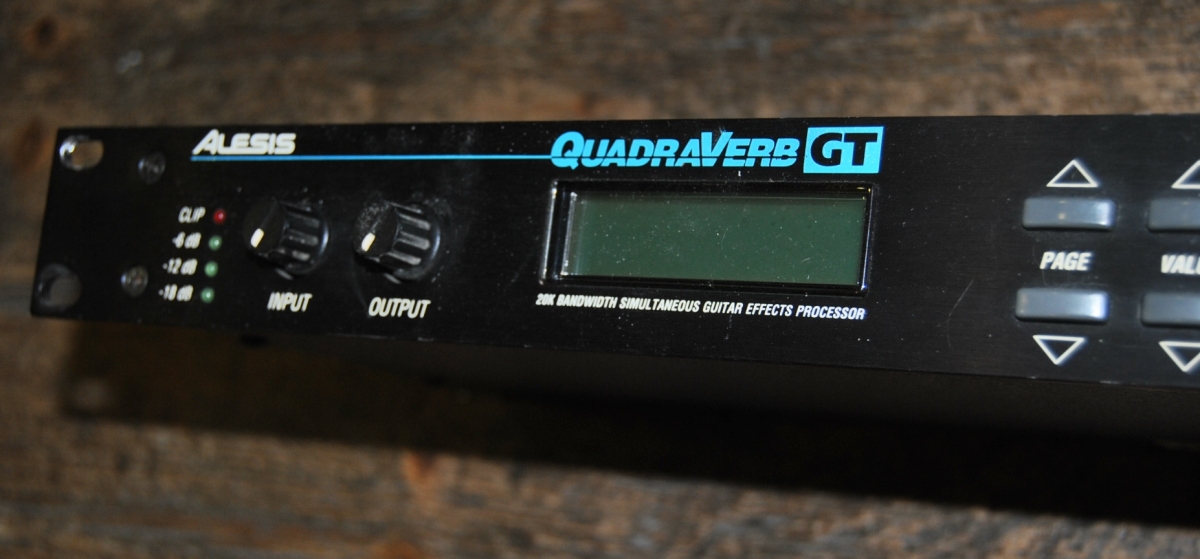 ALESIS
QUADRAVERB GT
CLIP
-6 dB
-12 dB
-18 dB
INPUT
OUTPUT
20K BANDWIDTH SIMULTANEOUS GUITAR EFFECTS PROCESSOR
PAGE
VALU